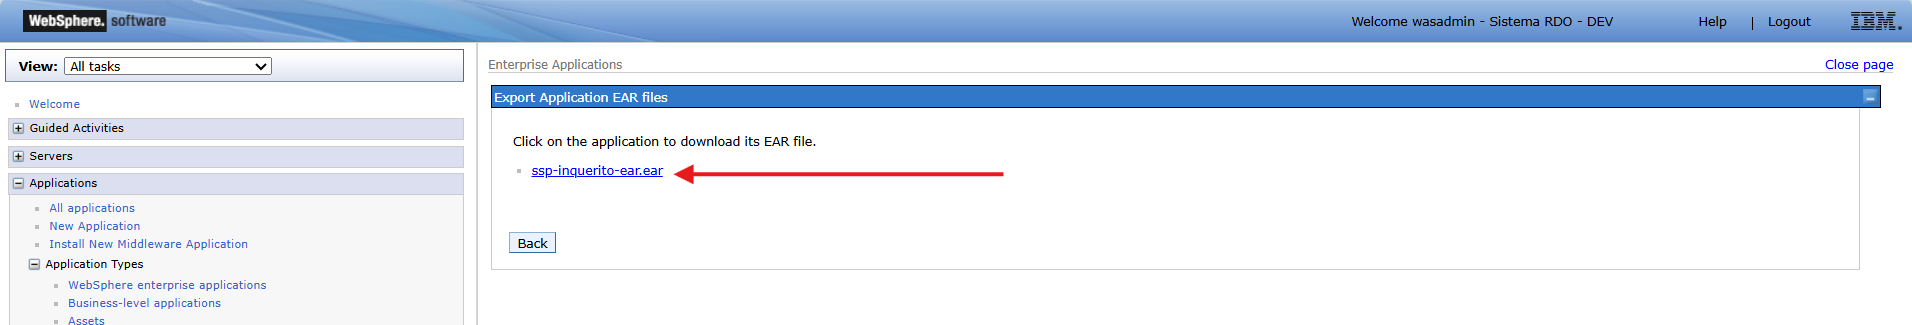 WebSphere. software
Welcome wasadmin - Sistema RDO - DEV
Help | Logout
IBM.
View: All tasks
Welcome
Guided Activities
Servers
Applications
All applications
New Application
Install New Middleware Application
Application Types
WebSphere enterprise applications
Business-level applications
Assets
Enterprise Applications
Close page
Export Application EAR files
Click on the application to download its EAR file.
ssp-inquerito-ear.ear
Back